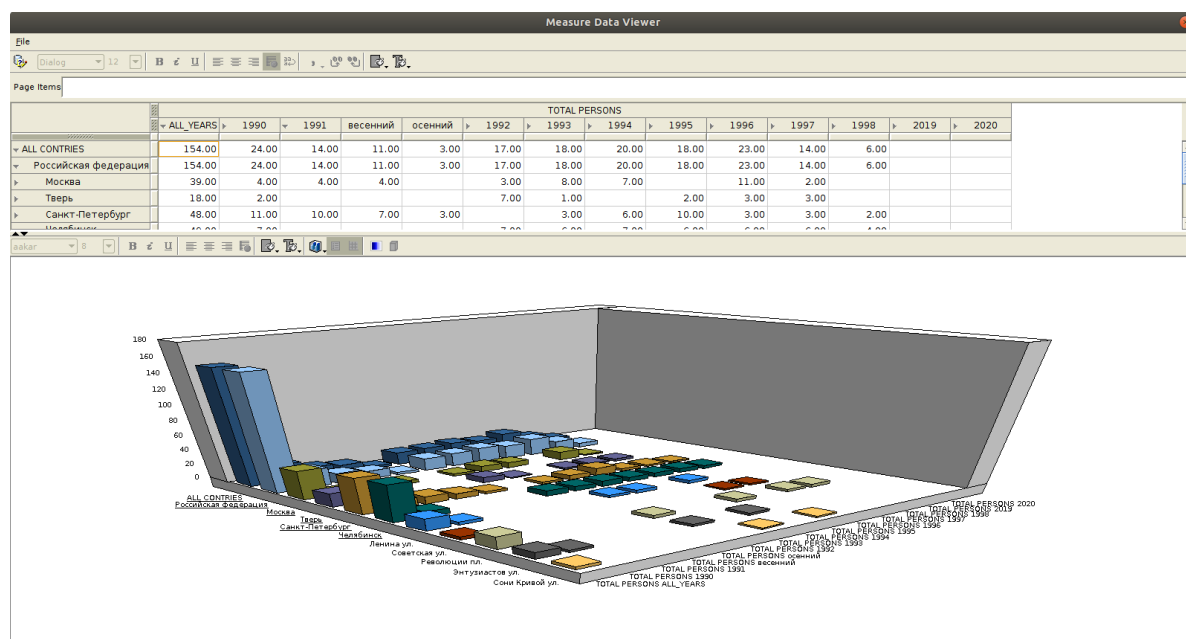 Measure Data Viewer
File
Dialog 12 B i U
Page Items
TOTAL PERSONS
ALL_YEARS 1990 1991 весенний осенний 1992 1993 1994 1995 1996 1997 1998 2019 2020
ALL CONTRIES 154.00 24.00 14.00 11.00 3.00 17.00 18.00 20.00 18.00 23.00 14.00 6.00
Российская федерация 154.00 24.00 14.00 11.00 3.00 17.00 18.00 20.00 18.00 23.00 14.00 6.00
Москва 39.00 4.00 4.00 4.00 3.00 8.00 7.00 11.00 2.00
Тверь 18.00 2.00 7.00 1.00 2.00 3.00 3.00
Санкт-Петербург 48.00 11.00 10.00 7.00 3.00 3.00 6.00 10.00 3.00 3.00 2.00
aakar 8 B i U
180
160
140
120
100
80
60
40
20
0
ALL CONTRIES
Российская федерация
Москва
Тверь
Санкт-Петербург
Челябинск
Ленина ул.
Советская ул.
Революции пл.
Энтузиастов ул.
Сони Кривой ул.
TOTAL PERSONS 2020
TOTAL PERSONS 2019
TOTAL PERSONS 1998
TOTAL PERSONS 1997
TOTAL PERSONS 1996
TOTAL PERSONS 1995
TOTAL PERSONS 1994
TOTAL PERSONS 1993
TOTAL PERSONS 1992
TOTAL PERSONS осенний
TOTAL PERSONS весенний
TOTAL PERSONS 1991
TOTAL PERSONS 1990
TOTAL PERSONS ALL_YEARS